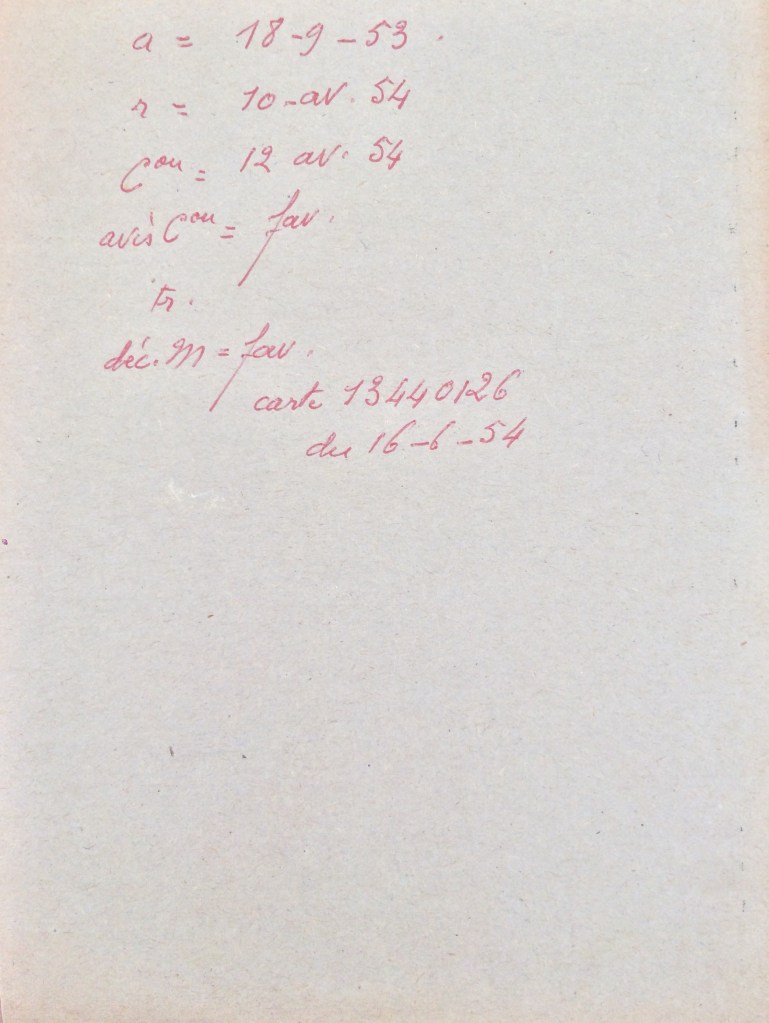 a = 18-9-53.
r = 10-av. 54
Con = 12 av. 54
avis Con = fav.
Fr.
déc. M = fav.
carte 13440126
du 16-6-54